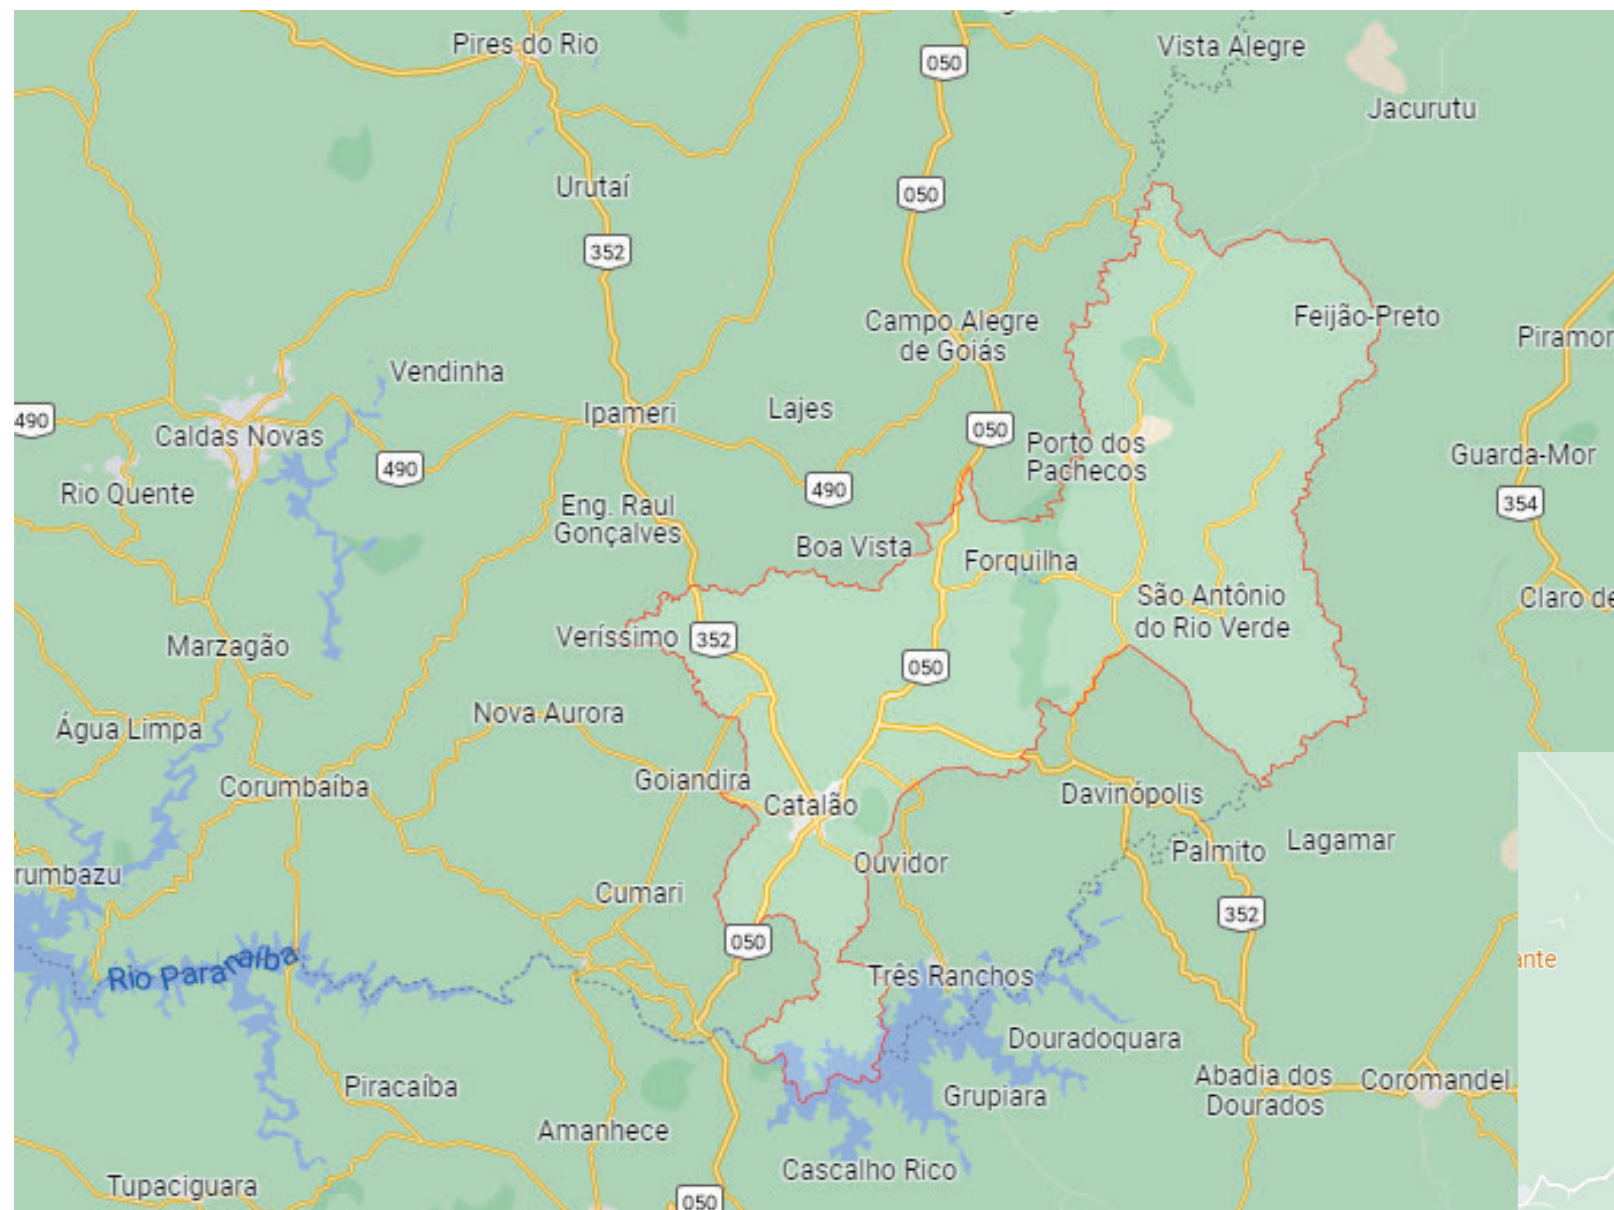 Pires do Rio
050
Vista Alegre
Jacurutu
Urutaí
050
352
Campo Alegre
de Goiás
Feijão-Preto
Piramor
Vendinha
Ipameri
Lajes
490
Caldas Novas
050
Porto dos
Pachecos
490
Guarda-Mor
Rio Quente
490
354
Eng. Raul
Gonçalves
Boa Vista
Forquilha
São Antônio
do Rio Verde
Claro de
Veríssimo
352
Marzagão
050
Nova Aurora
Água Limpa
Goiandira
Corumbaíba
Catalão
Davinópolis
Palmito
Lagamar
rumbazu
Ouvidor
Cumari
352
050
Rio Paranaíba
ante
Três Ranchos
Douradoquara
Piracaíba
Grupiara
Abadia dos
Dourados
Coromandel
Amanhece
Cascalho Rico
Tupaciguara
050